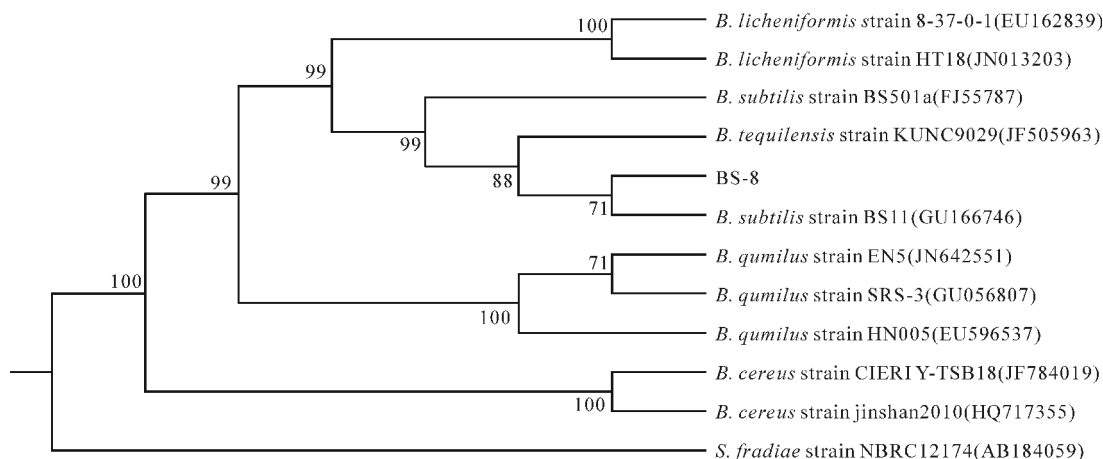 100
B. licheniformis strain 8-37-0-1(EU162839)
B. licheniformis strain HT18(JN013203)
99
B. subtilis strain BS501a(FJ55787)
99
B. tequilensis strain KUNC9029(JF505963)
99
88
BS-8
71
B. subtilis strain BS11(GU166746)
71
B. qumilus strain EN5(JN642551)
100
B. qumilus strain SRS-3(GU056807)
100
B. qumilus strain HN005(EU596537)
B. cereus strain CIERI Y-TSB18(JF784019)
100
B. cereus strain jinshan2010(HQ717355)
S. fradiae strain NBRC12174(AB184059)